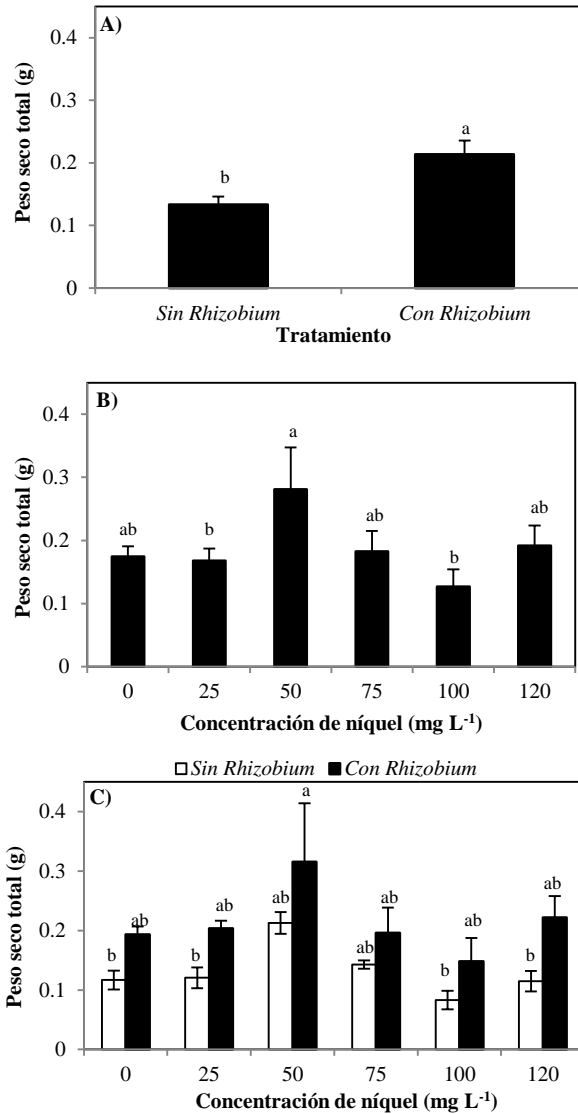 A)
Peso seco total (g)
0.4
0.3
0.2
0.1
0
b
a
Sin Rhizobium Con Rhizobium
Tratamiento
B)
Peso seco total (g)
0.4
0.3
0.2
0.1
0
ab b a ab b ab
0 25 50 75 100 120
Concentración de níquel (mg L-1)
Sin Rhizobium Con Rhizobium
C)
Peso seco total (g)
0.4
0.3
0.2
0.1
0
b ab b ab ab a ab ab b ab b ab
0 25 50 75 100 120
Concentración de níquel (mg L-1)